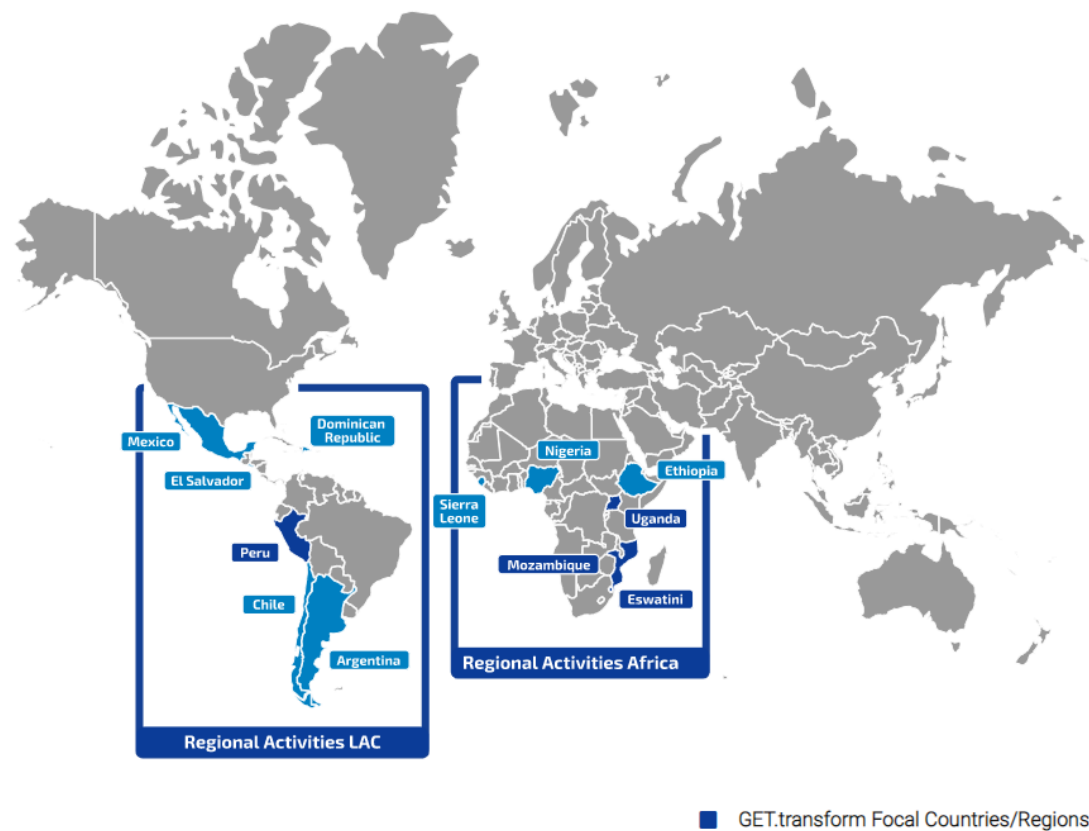 Mexico
Dominican
Republic
El Salvador
Peru
Chile
Argentina
Regional Activities LAC
Nigeria
Ethiopia
Sierra
Leone
Uganda
Mozambique
Eswatini
Regional Activities Africa
GET.transform Focal Countries/Regions